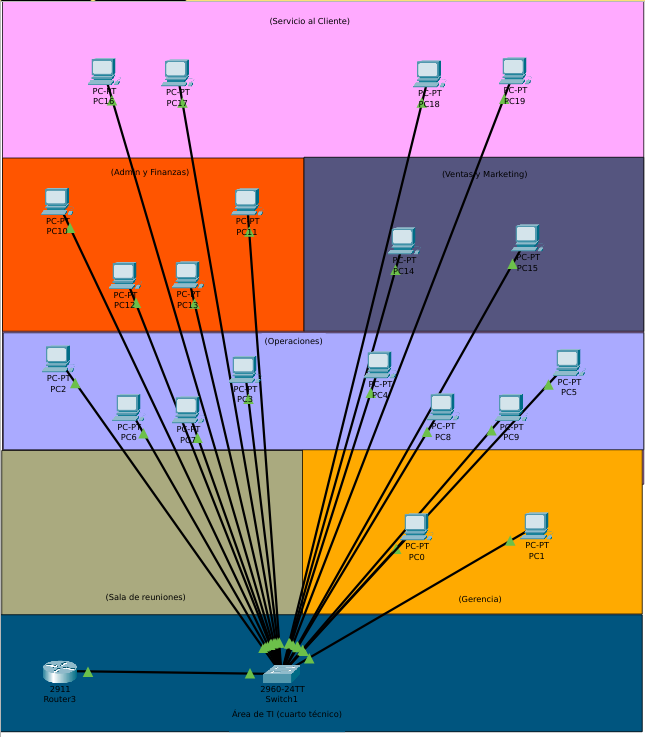 (Servicio al Cliente)
PC-PT
PC16
PC-PT
PC17
PC-PT
PC18
PC-PT
PC19
(Admin y Finanzas)
(Ventas y Marketing)
PC-PT
PC10
PC-PT
PC11
PC-PT
PC12
PC-PT
PC13
PC-PT
PC14
PC-PT
PC15
(Operaciones)
PC-PT
PC2
PC-PT
PC3
PC-PT
PC4
PC-PT
PC5
PC-PT
PC6
PC-PT
PC7
PC-PT
PC8
PC-PT
PC9
PC-PT
PC0
PC-PT
PC1
(Sala de reuniones)
(Gerencia)
2911
Router3
2960-24TT
Switch1
Área de TI (cuarto técnico)